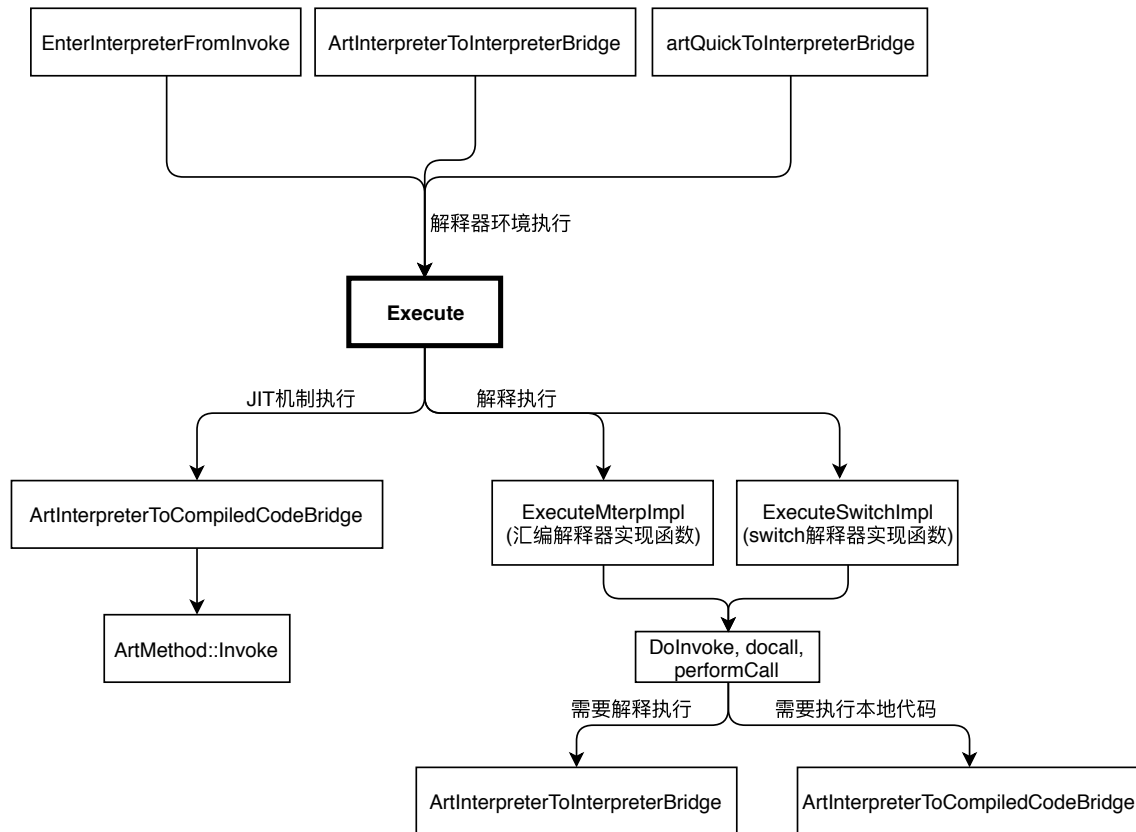 EnterInterpreterFromInvoke
ArtInterpreterToInterpreterBridge
artQuickToInterpreterBridge
解释器环境执行
Execute
JIT机制执行
解释执行
ArtInterpreterToCompiledCodeBridge
ExecuteMterpImpl
(汇编解释器实现函数)
ExecuteSwitchImpl
(switch解释器实现函数)
ArtMethod::Invoke
DoInvoke, docall,
performCall
需要解释执行
需要执行本地代码
ArtInterpreterToInterpreterBridge
ArtInterpreterToCompiledCodeBridge